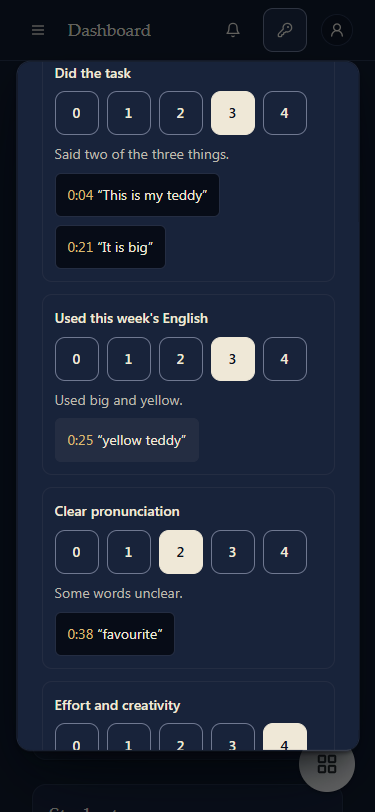 Dashboard
Did the task
0 1 2 3 4
Said two of the three things.
0:04 “This is my teddy”
0:21 “It is big”
Used this week's English
0 1 2 3 4
Used big and yellow.
0:25 “yellow teddy”
Clear pronunciation
0 1 2 3 4
Some words unclear.
0:38 “favourite”
Effort and creativity
0 1 2 3 4